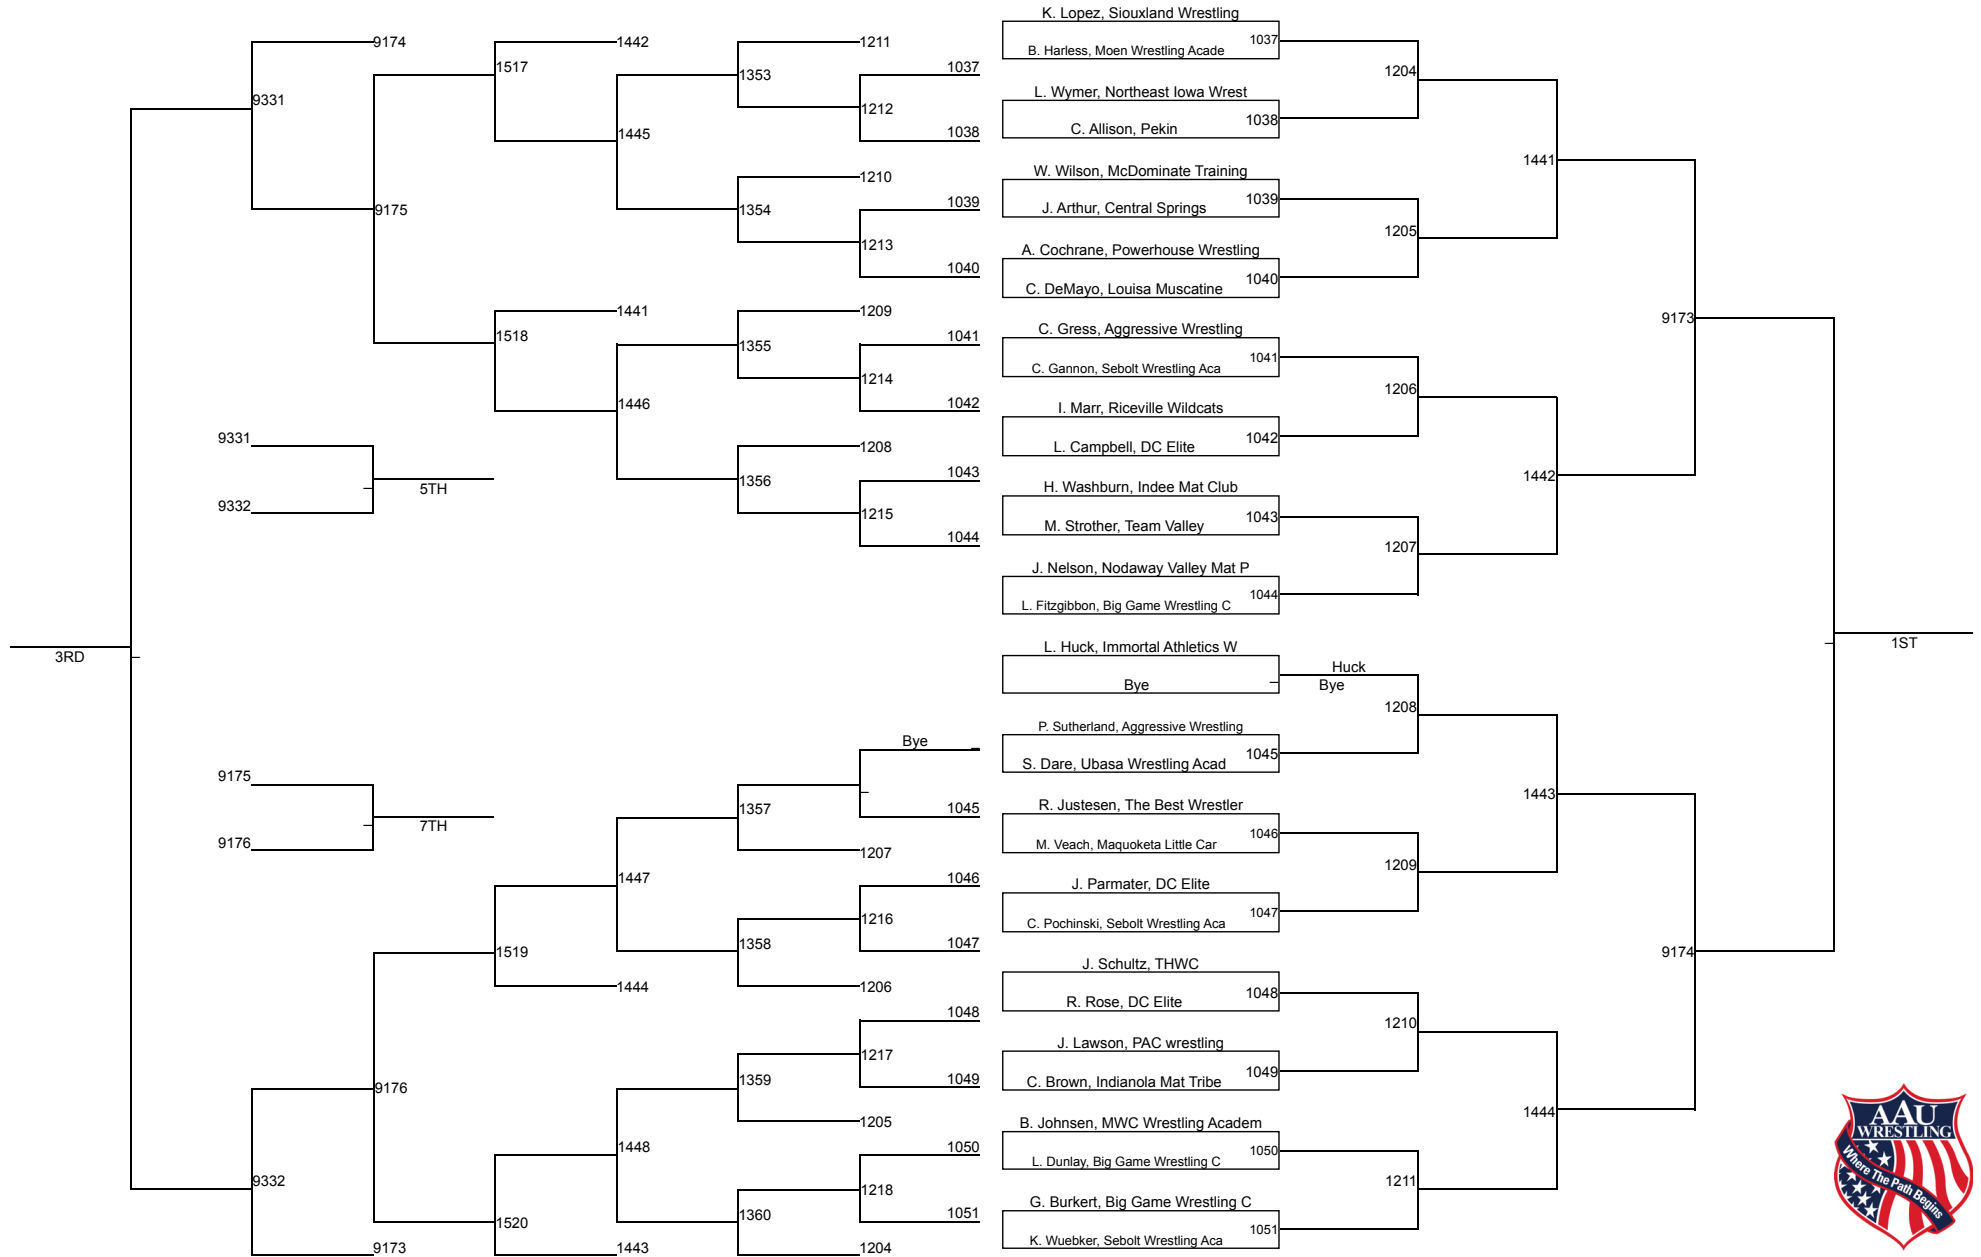 K. Lopez, Siouxland Wrestling
1037
B. Harless, Moen Wrestling Acade
L. Wymer, Northeast Iowa Wrest
1038
C. Allison, Pekin
W. Wilson, McDominate Training
1039
J. Arthur, Central Springs
A. Cochrane, Powerhouse Wrestling
1040
C. DeMayo, Louisa Muscatine
C. Gress, Aggressive Wrestling
1041
C. Gannon, Sebolt Wrestling Aca
I. Marr, Riceville Wildcats
1042
L. Campbell, DC Elite
H. Washburn, Indee Mat Club
1043
M. Strother, Team Valley
J. Nelson, Nodaway Valley Mat P
1044
L. Fitzgibbon, Big Game Wrestling C
L. Huck, Immortal Athletics W
Bye
P. Sutherland, Aggressive Wrestling
1045
S. Dare, Ubasa Wrestling Acad
R. Justesen, The Best Wrestler
1046
M. Veach, Maquoketa Little Car
J. Parmater, DC Elite
1047
C. Pochinski, Sebolt Wrestling Aca
J. Schultz, THWC
1048
R. Rose, DC Elite
J. Lawson, PAC wrestling
1049
C. Brown, Indianola Mat Tribe
B. Johnsen, MWC Wrestling Academ
1050
L. Dunlay, Big Game Wrestling C
G. Burkert, Big Game Wrestling C
1051
K. Wuebker, Sebolt Wrestling Aca
Huck
Bye
1204
1205
1206
1207
1208
1209
1210
1211
1441
1442
1443
1444
9173
9174
1ST
1037
1038
1039
1040
1041
1042
1043
1044
Bye
1045
1046
1047
1048
1049
1050
1051
1211
1212
1210
1213
1209
1214
1208
1215
1207
1216
1206
1217
1205
1218
1204
1353
1354
1355
1356
1357
1358
1359
1360
1442
1445
1441
1446
1447
1444
1448
1443
1517
1518
1519
1520
9174
9175
9176
9173
9331
9332
9331
9332
5TH
9175
9176
7TH
3RD
AAU
WRESTLING
Where The Path Begins